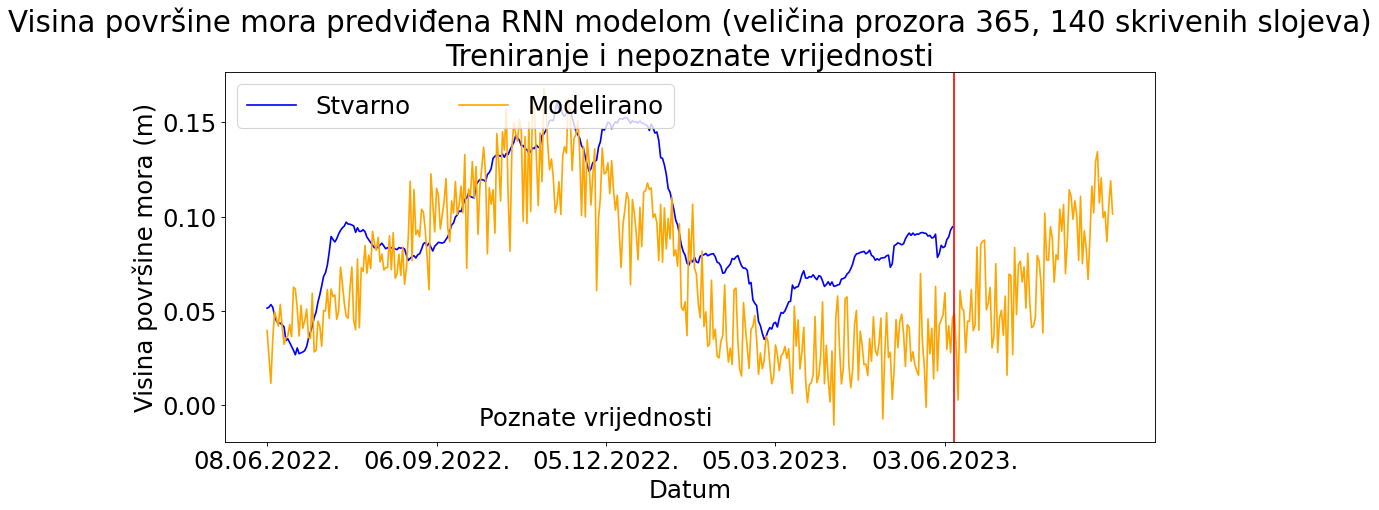 Visina površine mora predviđena RNN modelom (veličina prozora 365, 140 skrivenih slojeva)
Treniranje i nepoznate vrijednosti
Stvarno Modelirano
Visina površine mora (m)
0.15
0.10
0.05
0.00
Poznate vrijednosti
08.06.2022. 06.09.2022. 05.12.2022. 05.03.2023. 03.06.2023.
Datum